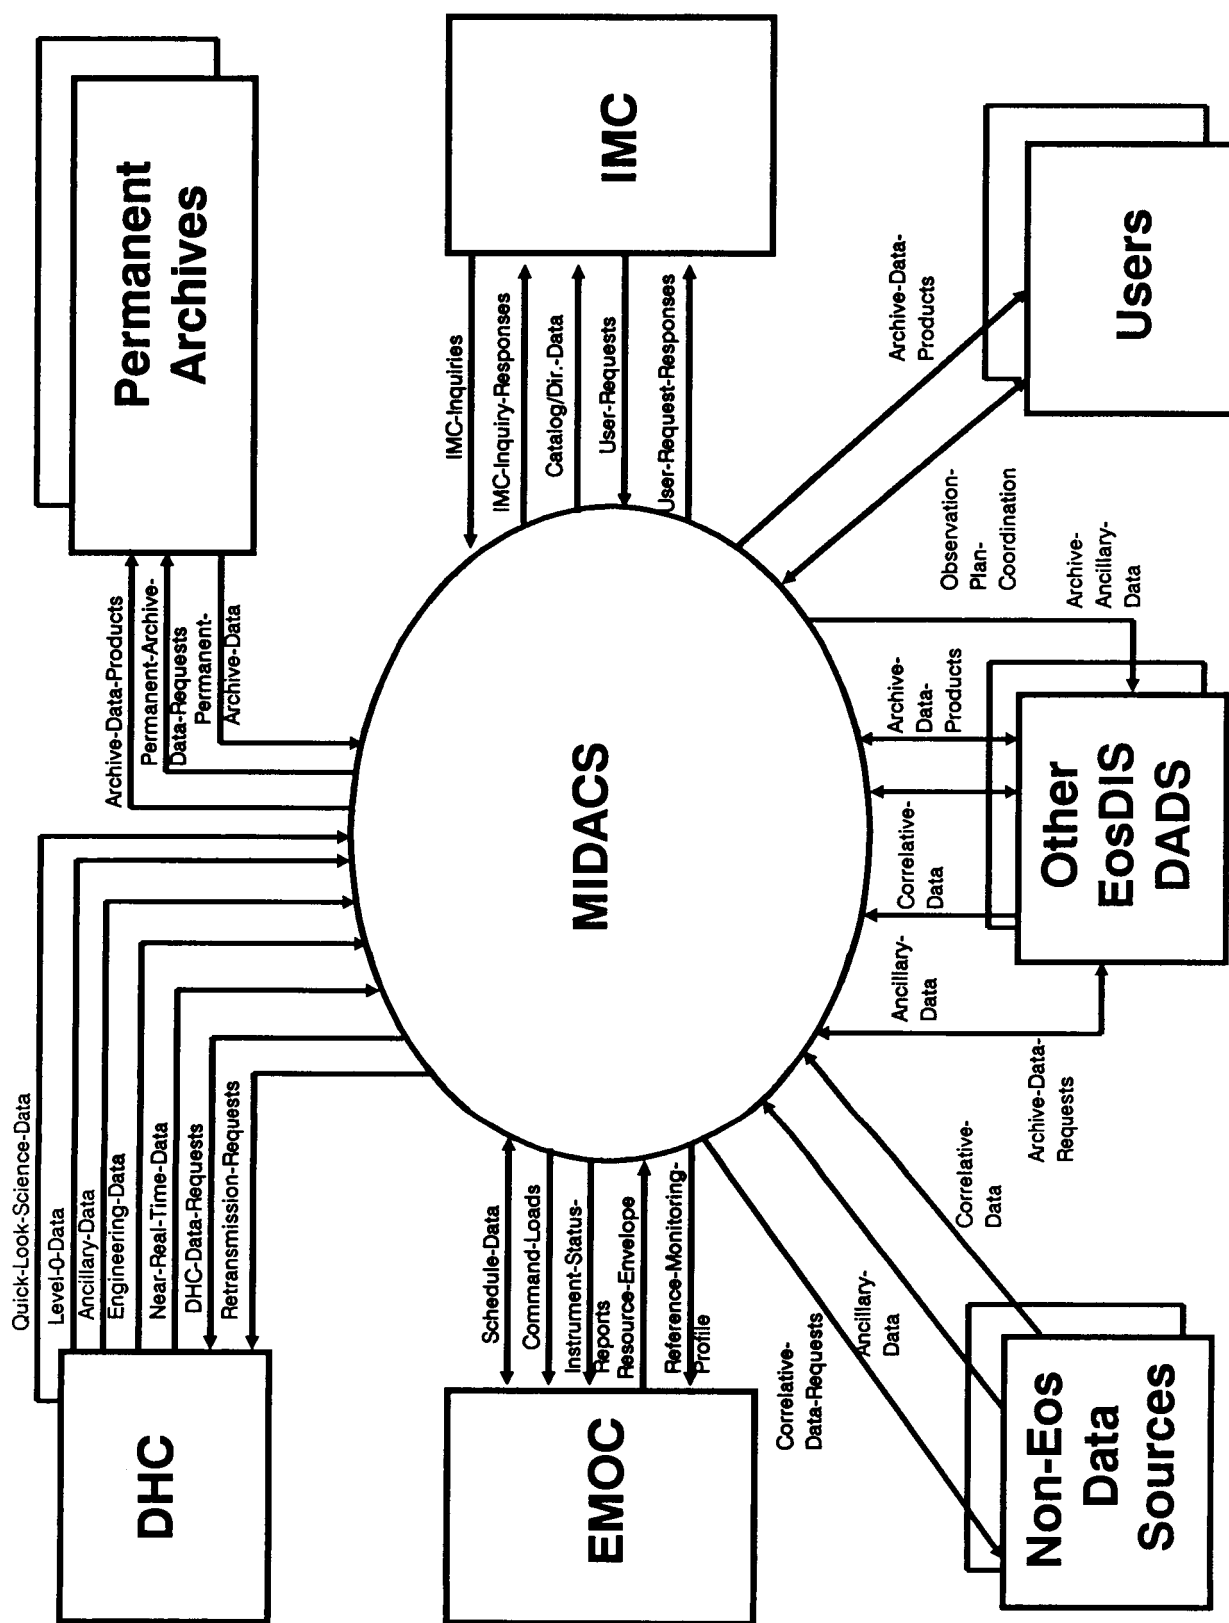 DHC
Quick-Look-Science-Data
Level-0-Data
Ancillary-Data
Engineering-Data
Near-Real-Time-Data
DHC-Data-Requests
Retransmission-Requests
Permanent
Archives
Archive-Data-Products
Permanent-Archive-
Data-Requests
Permanent-
Archive-Data
EMOC
Schedule-Data
Command-Loads
Instrument-Status-
Reports
Resource-Envelope
Reference-Monitoring-
Profile
MIDACS
IMC
IMC-Inquiries
IMC-Inquiry-Responses
Catalog/Dir.-Data
User-Requests
User-Request-Responses
Non-Eos
Data
Sources
Correlative-
Data-Requests
Ancillary-
Data
Correlative-
Data
Other
EosDIS
DADS
Archive-Data-
Requests
Ancillary-
Data
Correlative-
Data
Archive-
Data-
Products
Archive-
Ancillary-
Data
Users
Observation-
Plan-
Coordination
Archive-Data-
Products